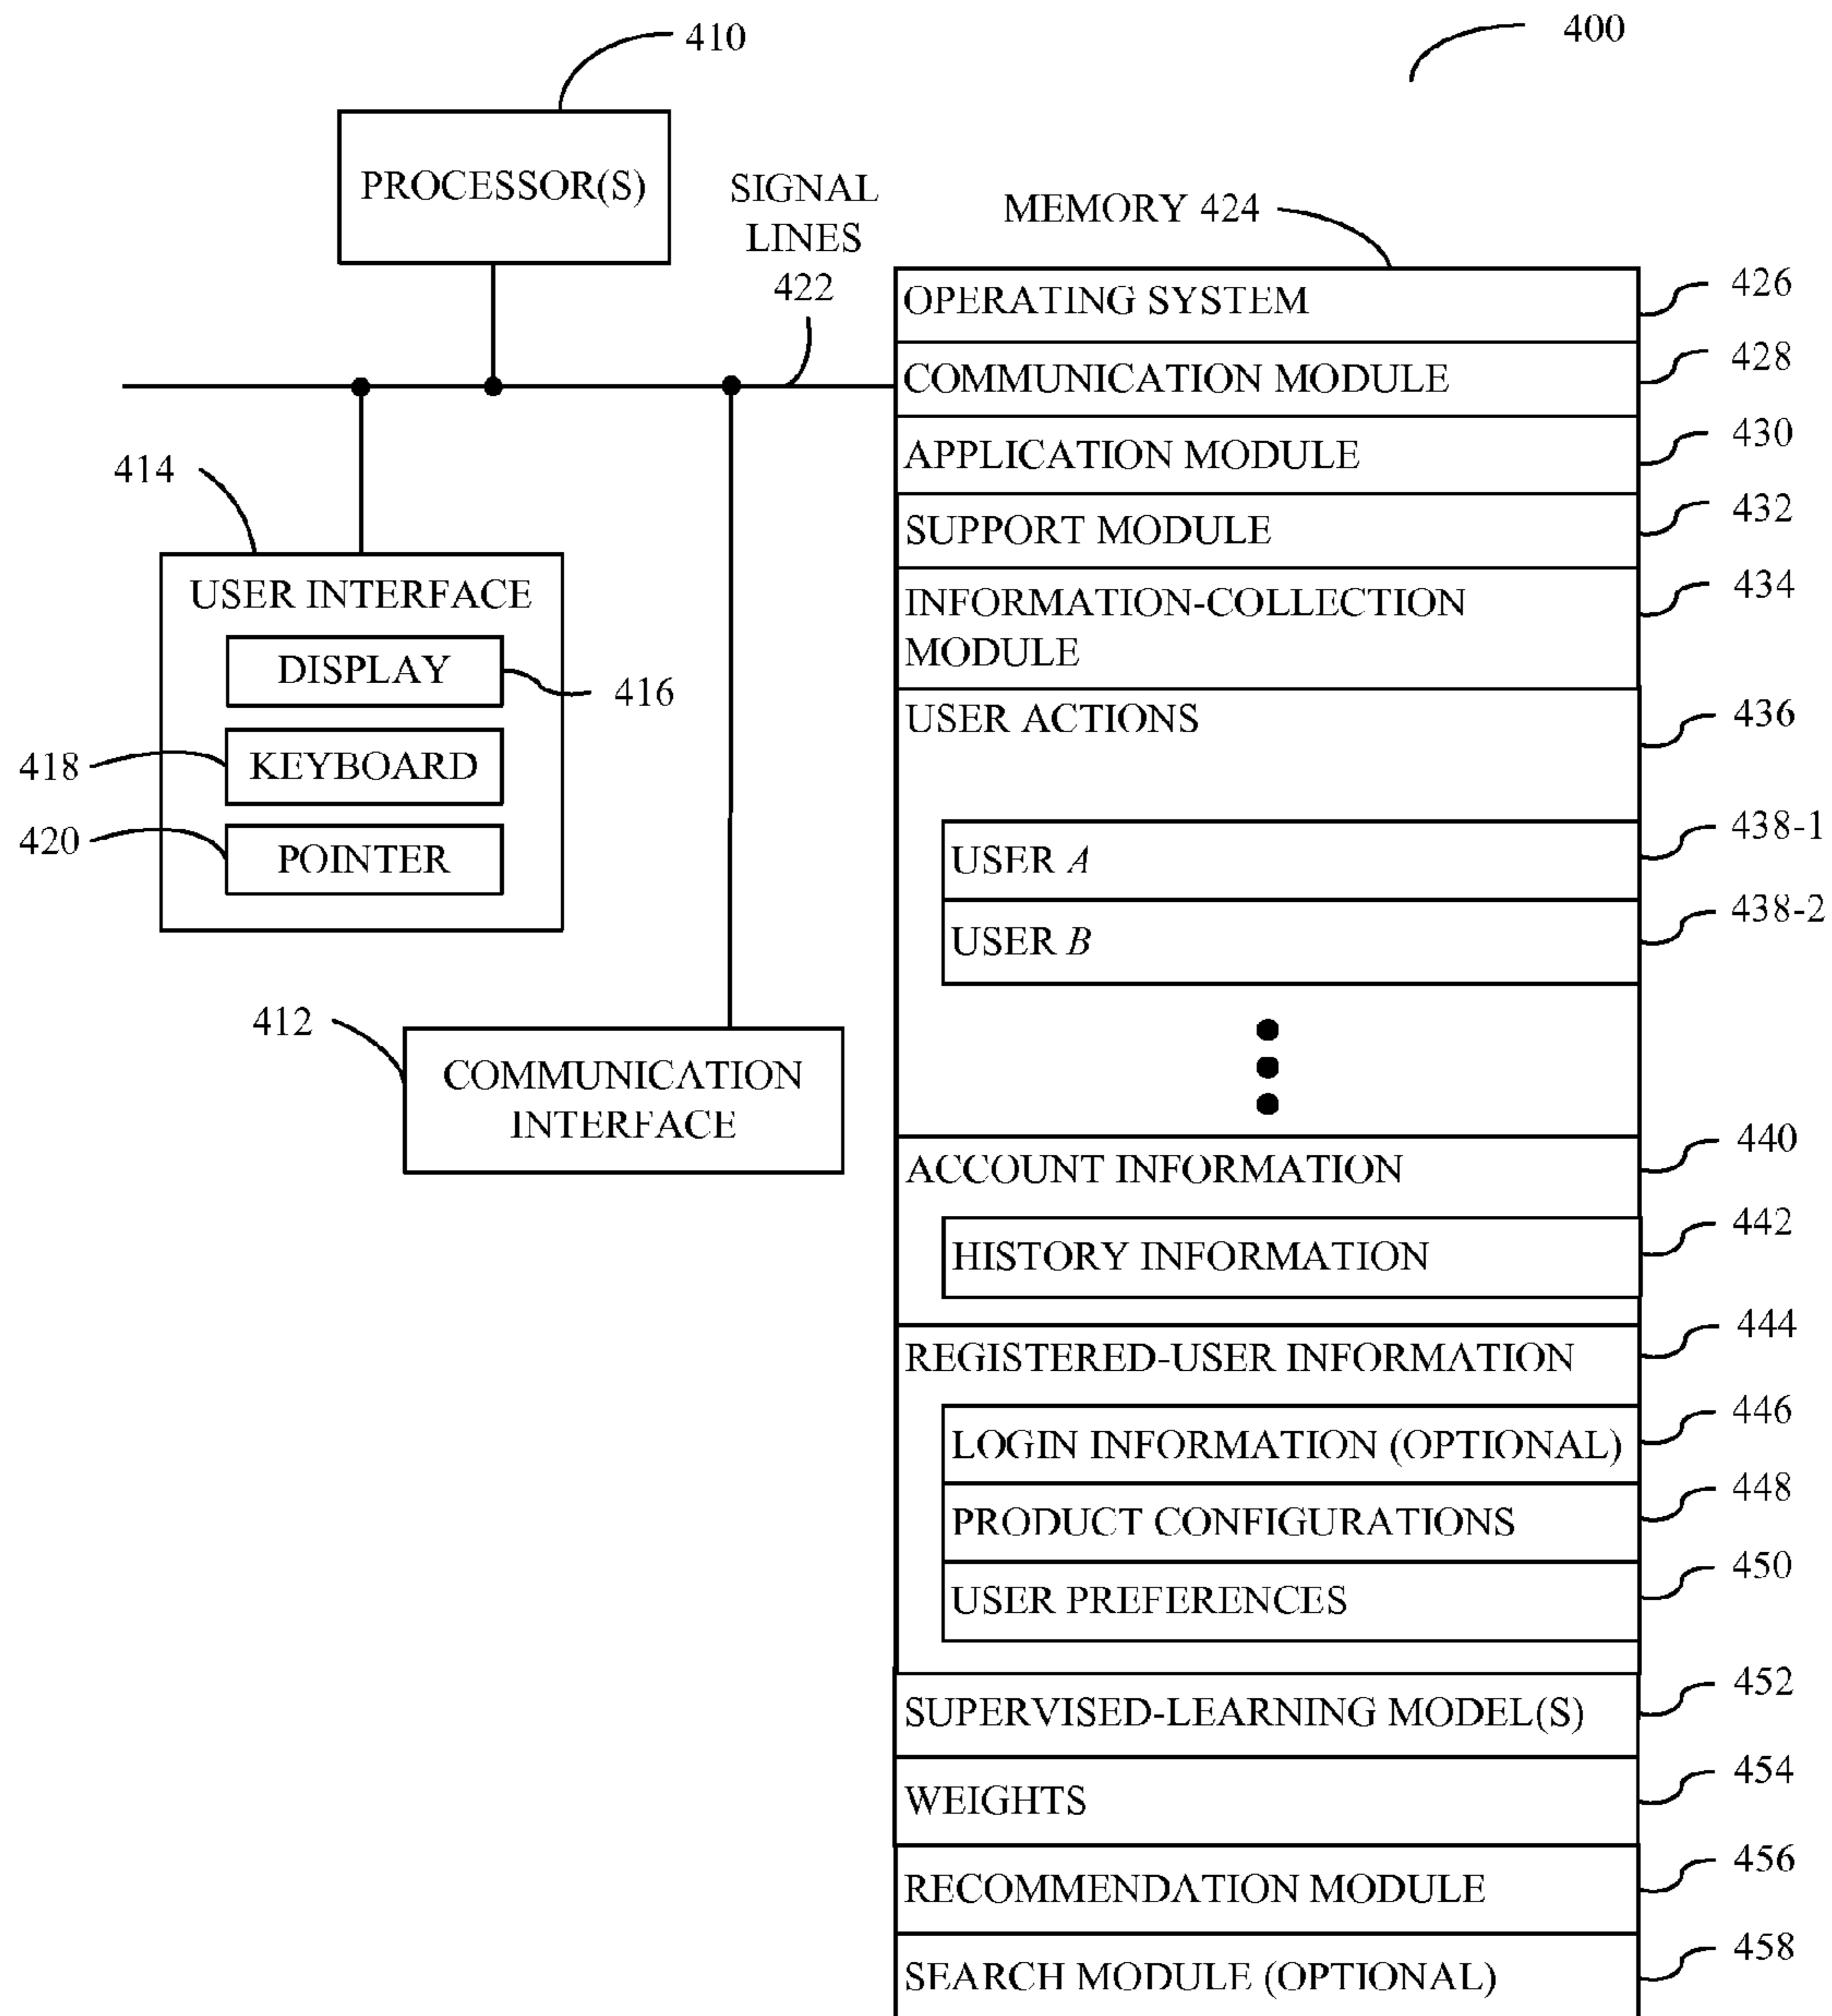 400
410
PROCESSOR(S)
SIGNAL
LINES
422
MEMORY 424
414
USER INTERFACE
DISPLAY
416
418
KEYBOARD
420
POINTER
412
COMMUNICATION
INTERFACE
OPERATING SYSTEM
426
COMMUNICATION MODULE
428
APPLICATION MODULE
430
SUPPORT MODULE
432
INFORMATION-COLLECTION
MODULE
434
USER ACTIONS
436
USER A
438-1
USER B
438-2
ACCOUNT INFORMATION
440
HISTORY INFORMATION
442
REGISTERED-USER INFORMATION
444
LOGIN INFORMATION (OPTIONAL)
446
PRODUCT CONFIGURATIONS
448
USER PREFERENCES
450
SUPERVISED-LEARNING MODEL(S)
452
WEIGHTS
454
RECOMMENDATION MODULE
456
SEARCH MODULE (OPTIONAL)
458